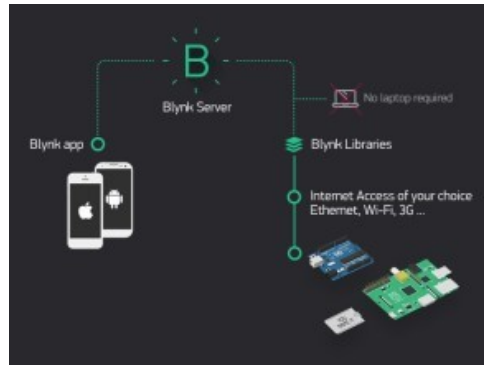 B
Blynk Server
No laptop required
Blynk app
Blynk Libraries
Internet Access of your choice
Ethernet, Wi-Fi, 3G ...